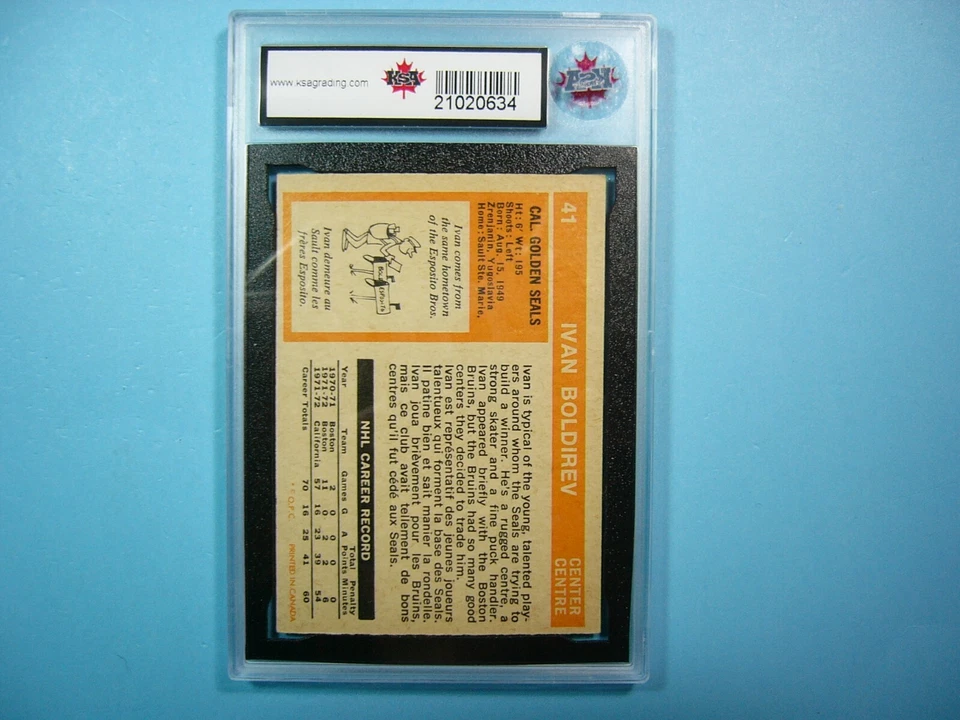 www.ksagrading.com
KSA
21020634
41 IVAN BOLDIREV CENTER
CENTRE
CAL. GOLDEN SEALS
Ht: 6' Wt: 195
Shoots: Left
Born: Aug. 15, 1949
Zrenjanin, Yugoslavia
Home: Sault Ste. Marie,
Ivan comes from
the same hometown
of the Esposito Bros.
ESPOSITO
Ivan demeure au
Sault comme les
frères Esposito.
Ivan is typical of the young, talented play-
ers around whom the Seals are trying to
build a winner. He's a rugged centre, a
strong skater and a fine puck handler.
Ivan appeared briefly with the Boston
Bruins, but the Bruins had so many good
centers they decided to trade him.
Ivan est représentatif des jeunes joueurs
talentueux qui forment la base des Seals.
Il patine bien et sait manier la rondelle.
Ivan joua brièvement pour les Bruins,
mais ce club avait tellement de bons
centres qu'il fut cédé aux Seals.
NHL CAREER RECORD
Total Penalty
Year Team Games G A Points Minutes
1970-71 Boston 2 0 0 0 0
1971-72 Boston 11 0 2 2 6
1971-72 California 57 16 23 39 54
Career Totals 70 16 25 41 60
O.P.C. PRINTED IN CANADA